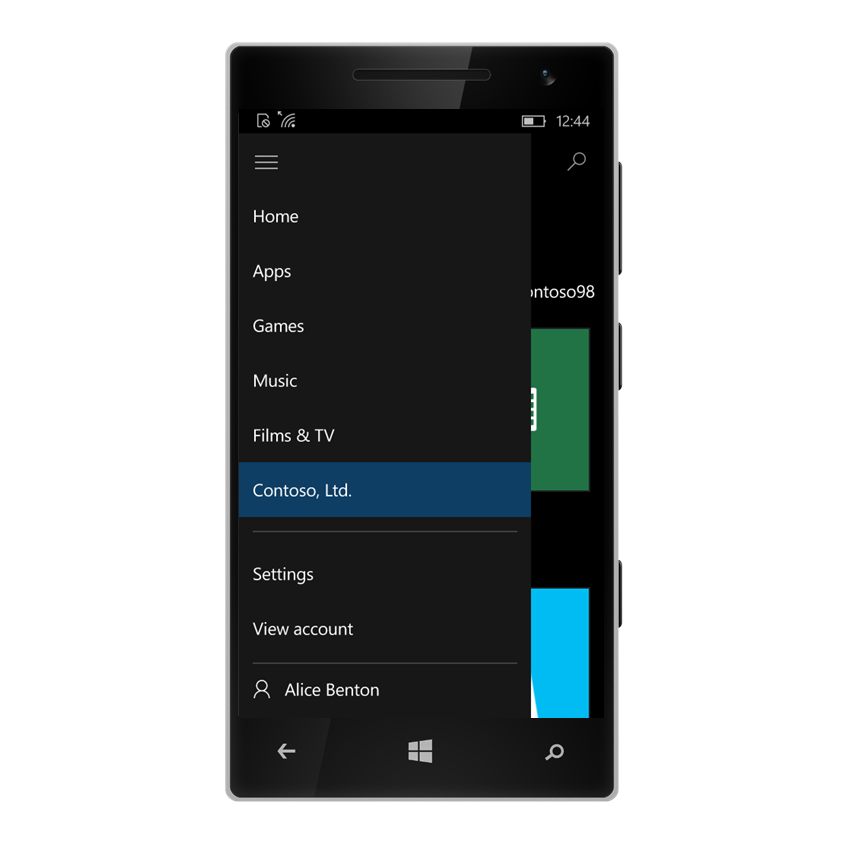 12:44
Home
Apps
ontoso98
Games
Music
Films & TV
Contoso, Ltd.
Settings
View account
Alice Benton